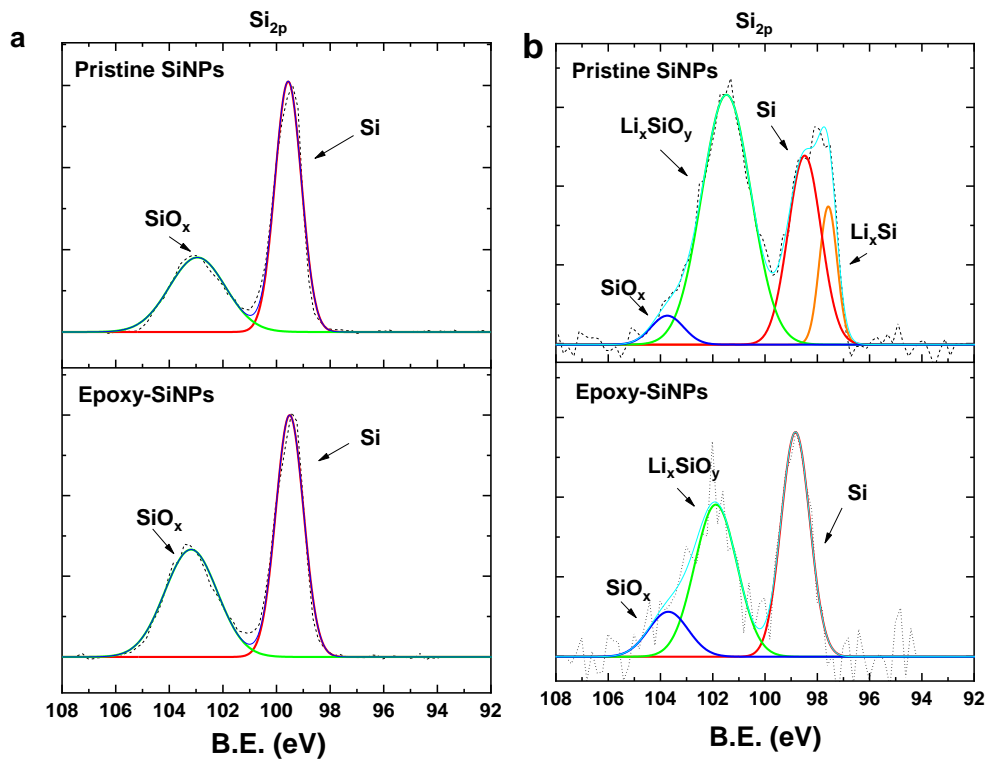 a
Si2p
Pristine SiNPs
Si
SiOx
Epoxy-SiNPs
Si
SiOx
108 106 104 102 100 98 96 94 92
B.E. (eV)
b
Si2p
Pristine SiNPs
LixSiOy
Si
LixSi
SiOx
Epoxy-SiNPs
LixSiOy
Si
SiOx
108 106 104 102 100 98 96 94 92
B.E. (eV)